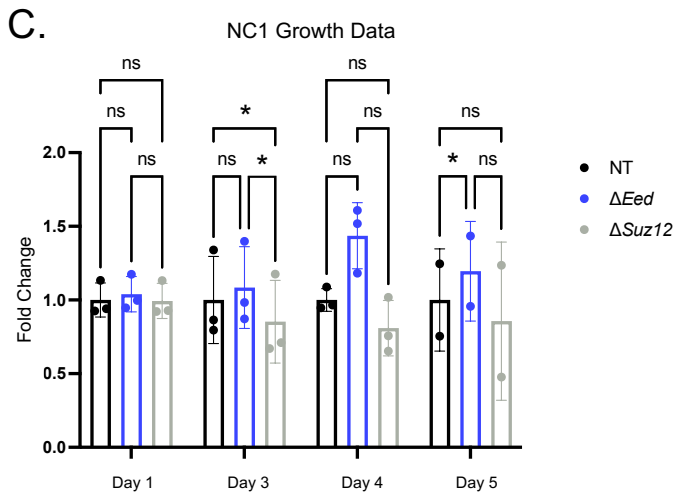 C.
NC1 Growth Data
ns
ns
ns
*
ns
*
ns
ns
ns
ns
*
ns
2.0
1.5
1.0
0.5
0.0
Fold Change
Day 1
Day 3
Day 4
Day 5
NT
ΔEed
ΔSuz12